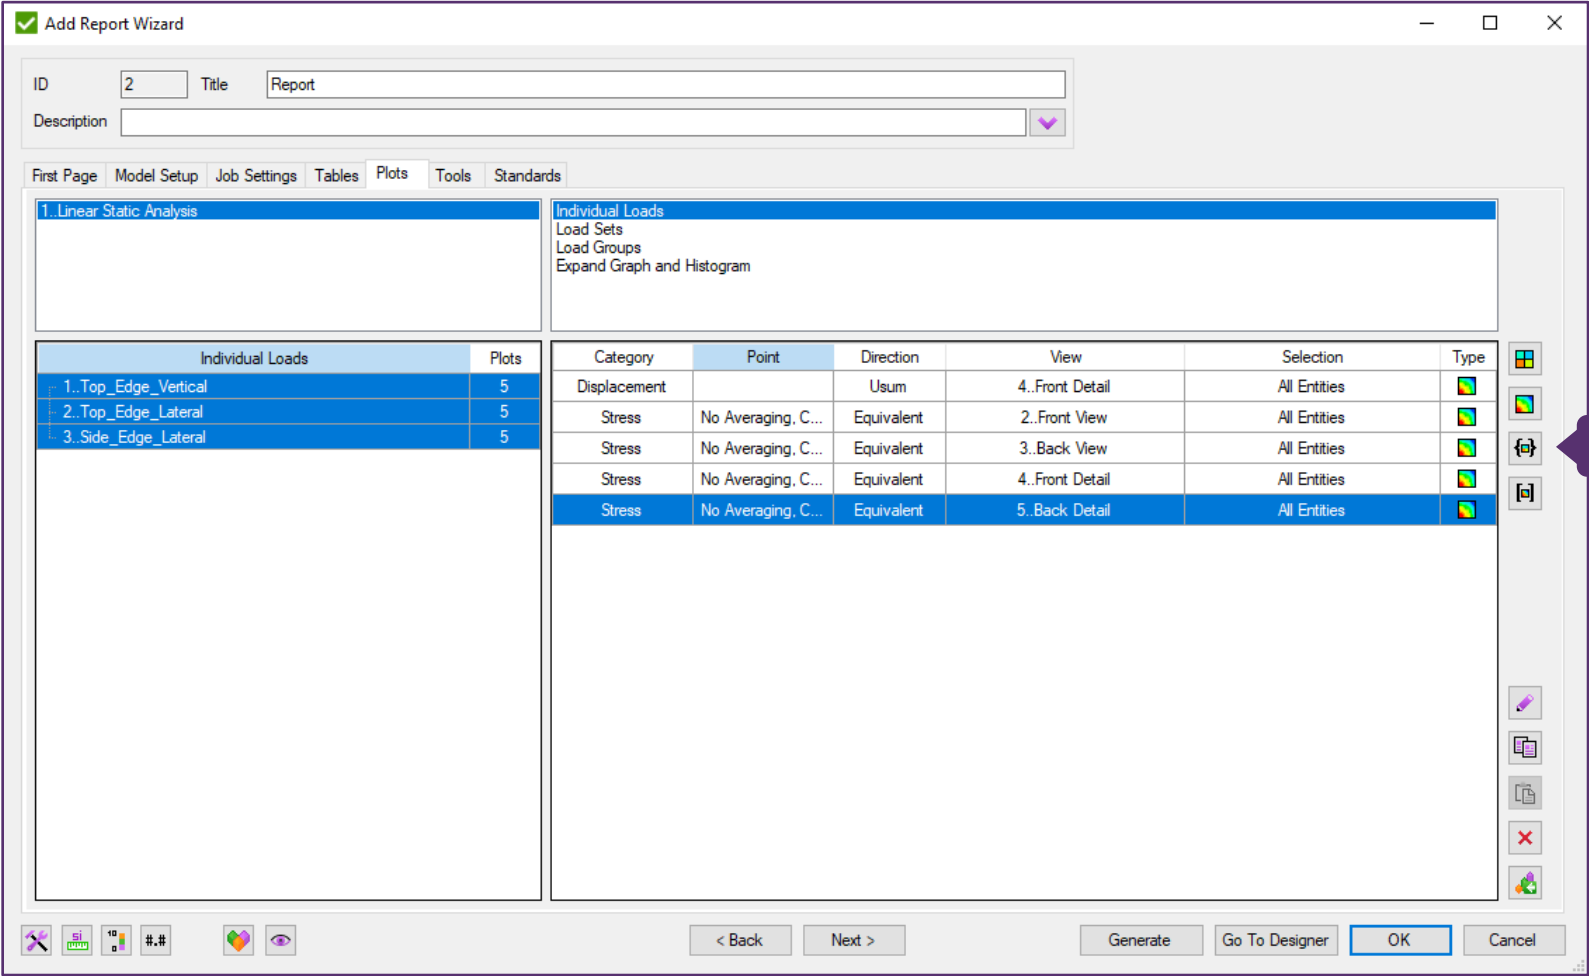 Add Report Wizard
ID 2 Title Report
Description
First Page Model Setup Job Settings Tables Plots Tools Standards
1..Linear Static Analysis
Individual Loads
Load Sets
Load Groups
Expand Graph and Histogram
Individual Loads Plots
1..Top_Edge_Vertical 5
2..Top_Edge_Lateral 5
3..Side_Edge_Lateral 5
Category Point Direction View Selection Type
Displacement Usum 4..Front Detail All Entities
Stress No Averaging, C... Equivalent 2..Front View All Entities
Stress No Averaging, C... Equivalent 3..Back View All Entities
Stress No Averaging, C... Equivalent 4..Front Detail All Entities
Stress No Averaging, C... Equivalent 5..Back Detail All Entities
si 10 0 #.# < Back Next > Generate Go To Designer OK Cancel